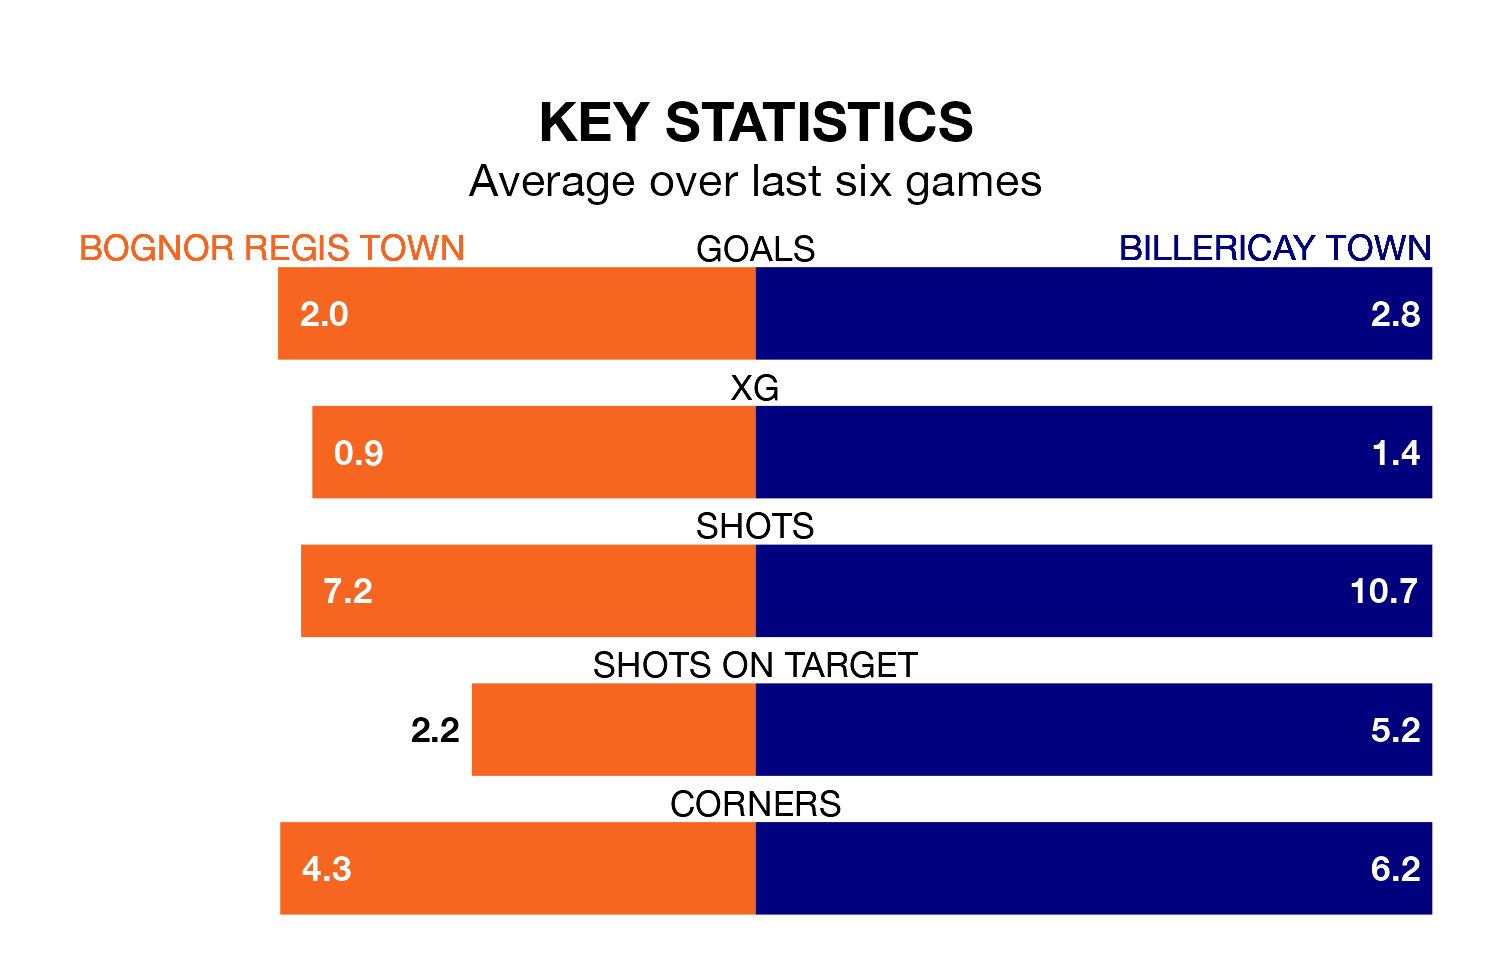 KEY STATISTICS
Average over last six games
BOGNOR REGIS TOWN GOALS BILLERICAY TOWN
2.0 2.8
XG
0.9 1.4
SHOTS
7.2 10.7
SHOTS ON TARGET
2.2 5.2
CORNERS
4.3 6.2